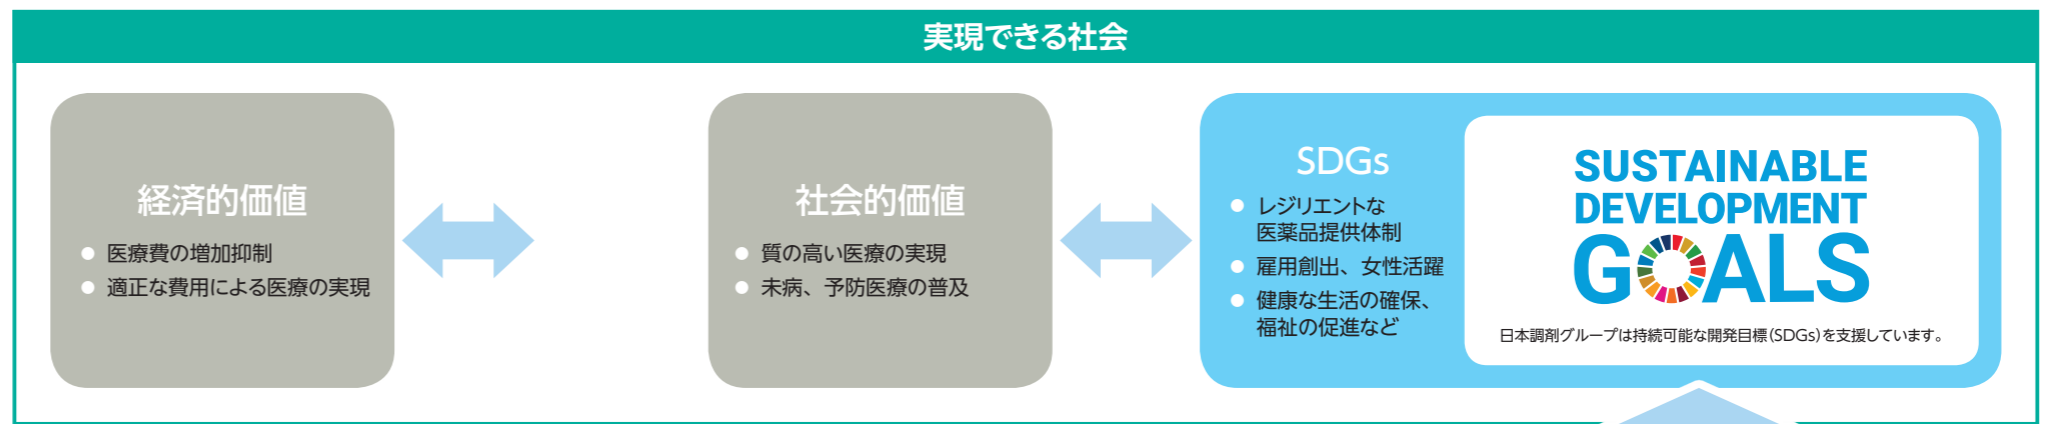 実現できる社会
経済的価値
● 医療費の増加抑制
● 適正な費用による医療の実現
社会的価値
● 質の高い医療の実現
● 未病、予防医療の普及
SDGs
● レジリエントな
医薬品提供体制
● 雇用創出、女性活躍
● 健康な生活の確保、
福祉の促進など
SUSTAINABLE
DEVELOPMENT
GOALS
日本調剤グループは持続可能な開発目標(SDGs)を支援しています。